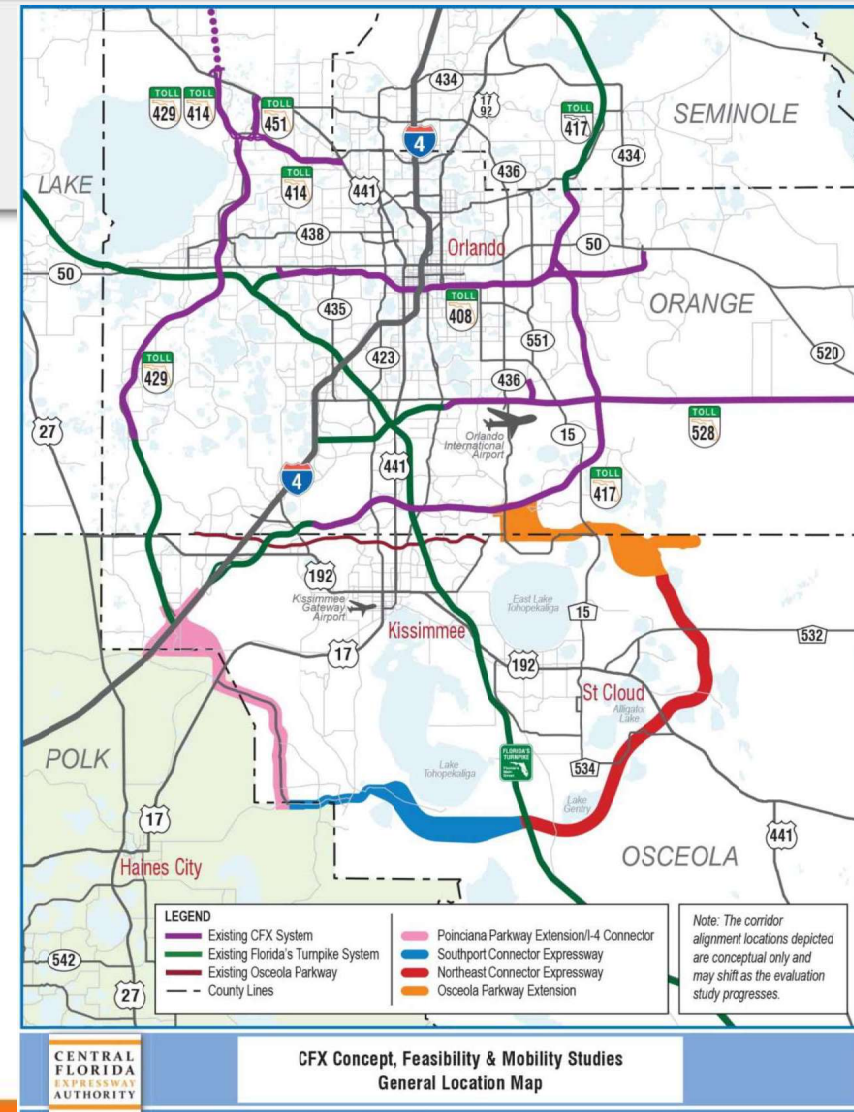 434
17
92
TOLL
429
TOLL
414
TOLL
451
TOLL
417
SEMINOLE
4
434
436
LAKE
TOLL
414
441
438
Orlando
50
50
ORANGE
435
TOLL
408
551
520
423
TOLL
429
436
TOLL
528
27
Orlando
International
Airport
15
441
4
TOLL
417
192
Kissimmee
Gateway
Airport
East Lake
Tohopekaliga
15
532
Kissimmee
17
192
St Cloud
Alligator
Lake
POLK
FLORIDA'S
TURNPIKE
Lake
Tohopekaliga
534
Lake
Gentry
17
441
OSCEOLA
Haines City
542
27
LEGEND
Existing CFX System
Existing Florida's Turnpike System
Existing Osceola Parkway
County Lines
Poinciana Parkway Extension/I-4 Connector
Southport Connector Expressway
Northeast Connector Expressway
Osceola Parkway Extension
Note: The corridor
alignment locations depicted
are conceptual only and
may shift as the evaluation
study progresses.
CENTRAL
FLORIDA
EXPRESSWAY
AUTHORITY
CFX Concept, Feasibility & Mobility Studies
General Location Map